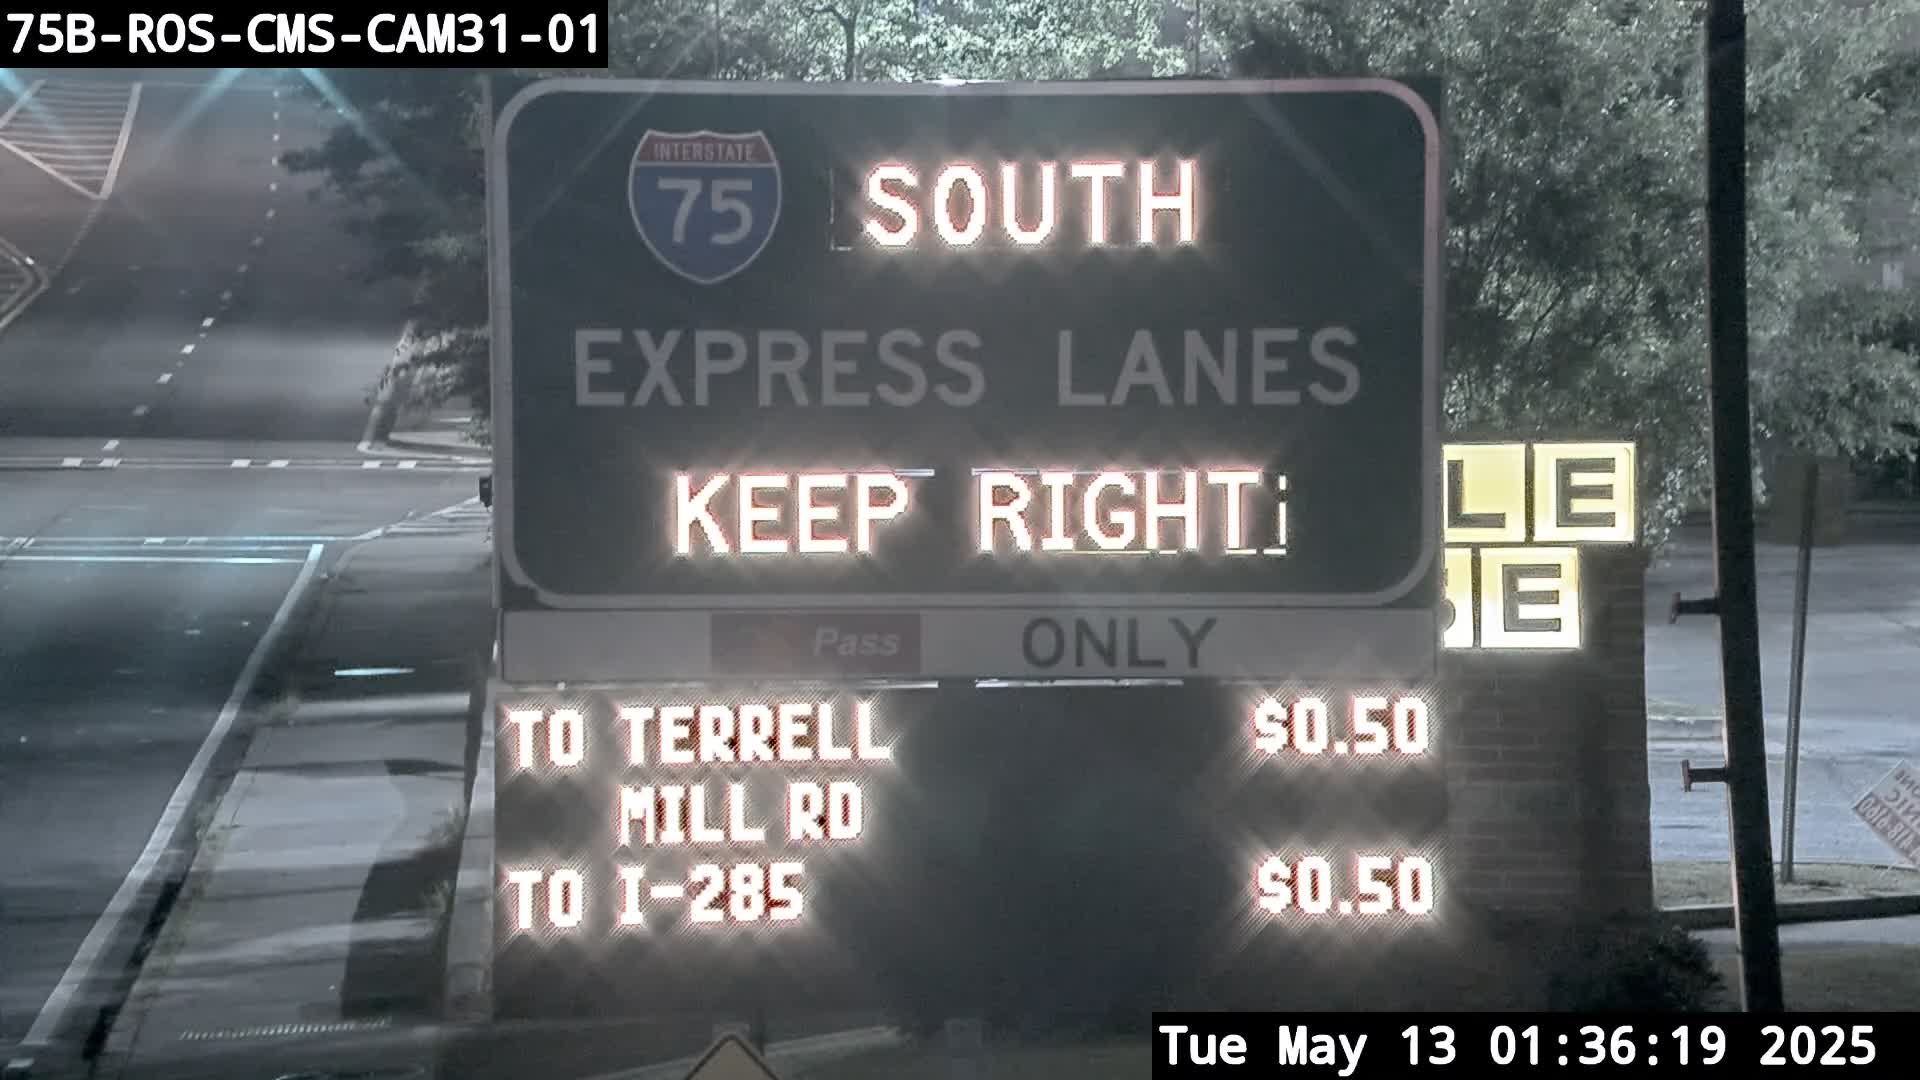 75B-ROS-CMS-CAM31-01
INTERSTATE
75
SOUTH
EXPRESS LANES
KEEP RIGHT
Pass ONLY
TO TERRELL $0.50
MILL RD
TO I-285 $0.50
LE
E
Tue May 13 01:36:19 2025